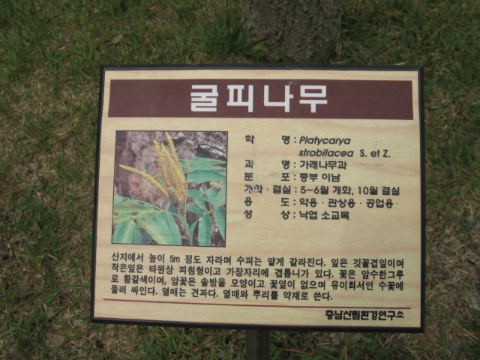 굴피나무
학 명 : Platycarya
strobilacea S. et Z.
과 명 : 가래나무과
분 포 : 중부 이남
개화 · 결실 : 5~6월 개화, 10월 결실
용 도 : 약용 · 관상용 · 공업용
성 상 : 낙엽 소교목
산지에서 높이 5m 정도 자라며 수피는 얕게 갈라진다. 잎은 깃꼴겹잎이며
작은잎은 타원상 피침형이고 가장자리에 겹톱니가 있다. 꽃은 암수한그루
로 황갈색이며, 암꽃은 솔방울 모양이고 꽃잎이 없으며 유이화서인 수꽃에
둘러 싸인다. 열매는 견과다. 열매와 뿌리를 약재로 쓴다.
충남산림환경연구소